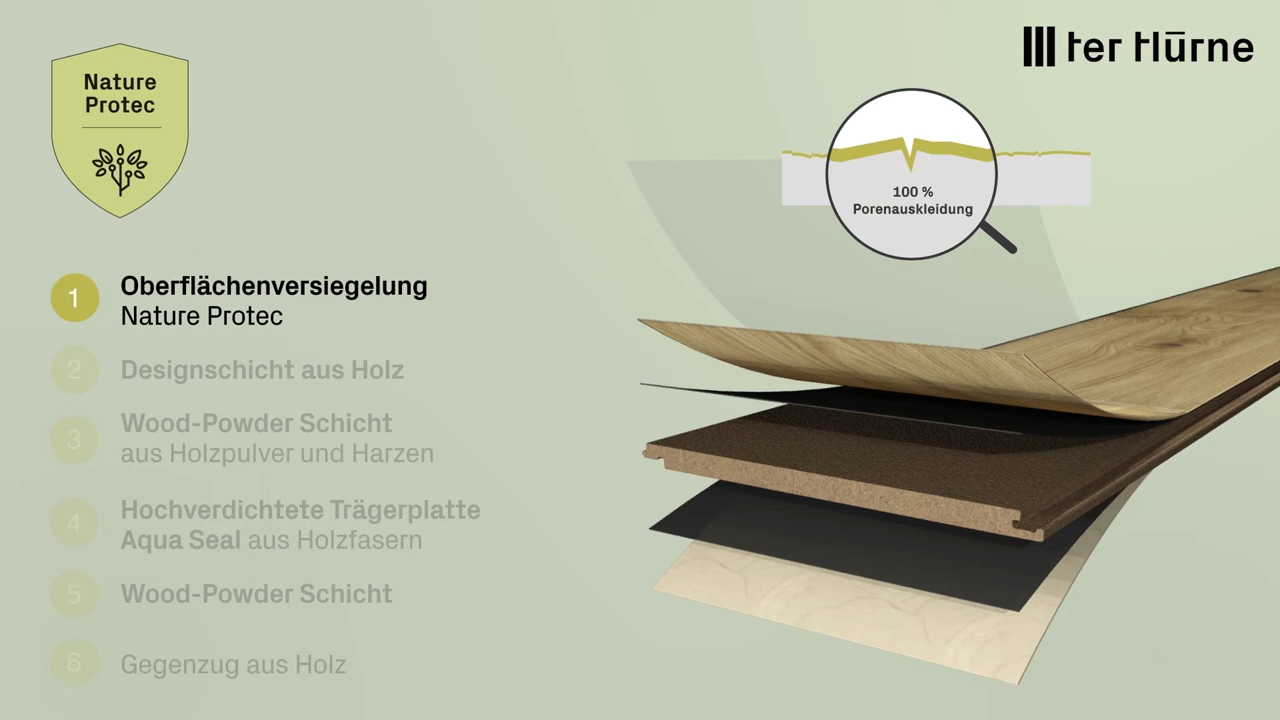 Nature
Protec
ter Hürne
100 %
Porenauskleidung
1
Oberflächenversiegelung
Nature Protec
2
Designschicht aus Holz
3
Wood-Powder Schicht
aus Holzpulver und Harzen
4
Hochverdichtete Trägerplatte
Aqua Seal aus Holzfasern
5
Wood-Powder Schicht
6
Gegenzug aus Holz